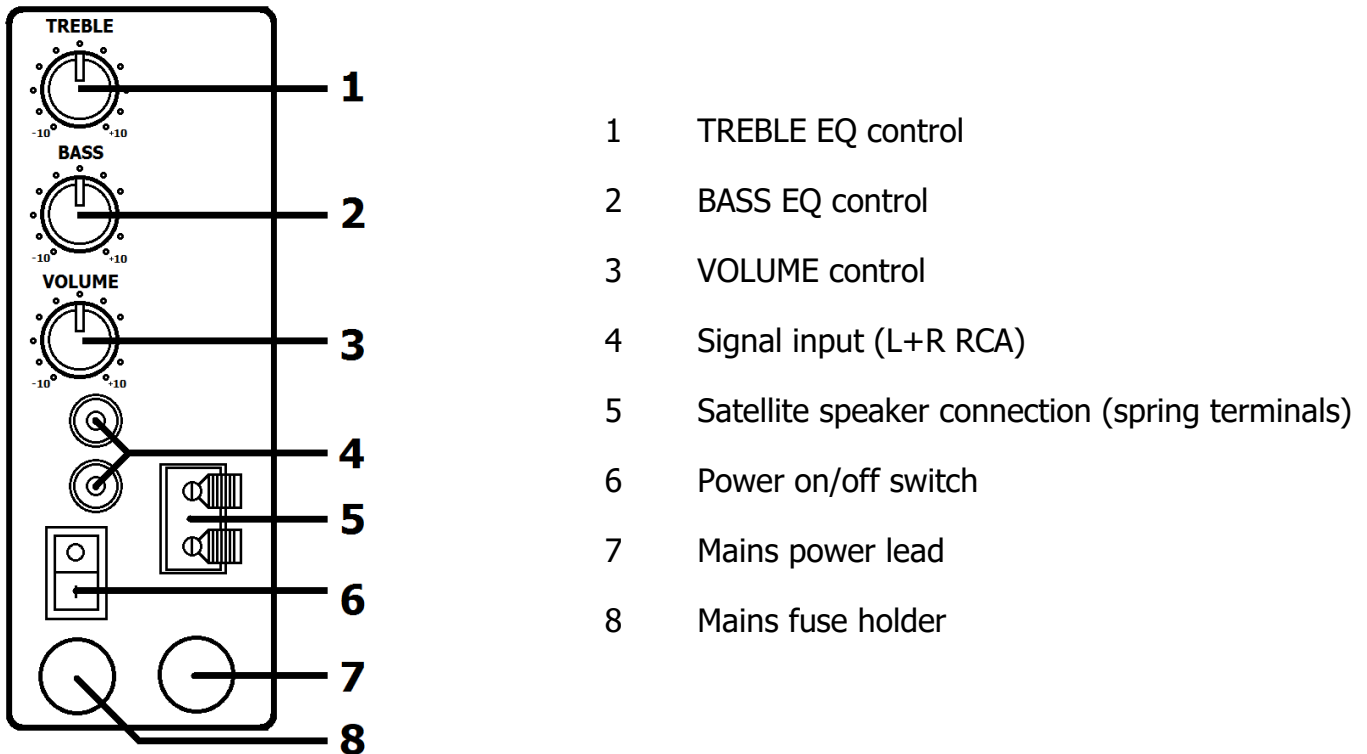 TREBLE
-10 +10
1
BASS
-10 +10
2
VOLUME
-10 +10
3
4
5
6
7
8
1 TREBLE EQ control
2 BASS EQ control
3 VOLUME control
4 Signal input (L+R RCA)
5 Satellite speaker connection (spring terminals)
6 Power on/off switch
7 Mains power lead
8 Mains fuse holder